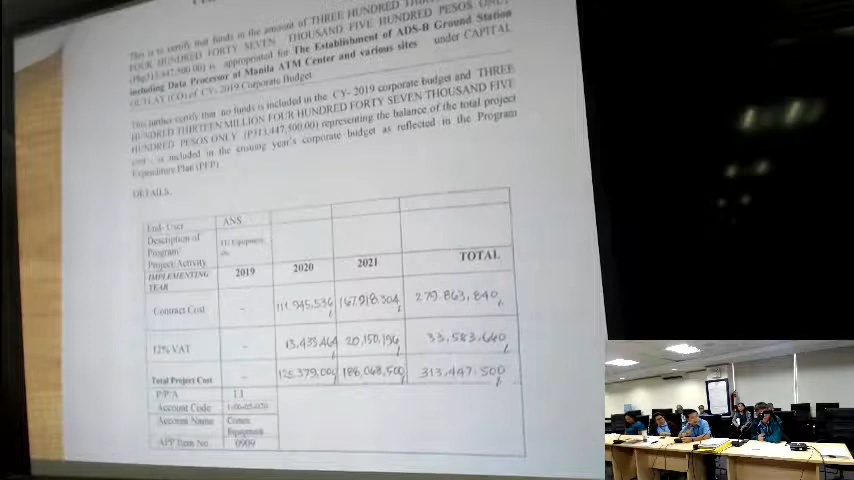 This is to certify that funds in the amount of THREE HUNDRED
FOUR HUNDRED FORTY SEVEN THOUSAND FIVE HUNDRED PESOS ONLY
(Php313,447,500.00) is appropriated for The Establishment of ADS-B Ground Station
including Data Processor at Manila ATM Center and various sites under CAPITAL
OUTLAY (CO) of CY- 2019 Corporate Budget
This further certify that no funds is included in the CY- 2019 corporate budget and THREE
HUNDRED THIRTEEN MILLION FOUR HUNDRED FORTY SEVEN THOUSAND FIVE
HUNDRED PESOS ONLY (P313,447,500.00) representing the balance of the total project
cost, is included in the ensuing year's corporate budget as reflected in the Program
Expenditure Plan (PEP)
DETAILS.
End- User ANS
Description of Program/ Project/Activity
IMPLEMENTING YEAR 2019 2020 2021 TOTAL
Contract Cost - 111,945,536 167,918,304 279,863,840
12% VAT - 13,433,464 20,150,196 33,583,660
Total Project Cost - 125,379,000 188,068,500 313,447,500
P/P/A 1.1
Account Code
Account Name Comm. Equipment
APP Item No. 0909